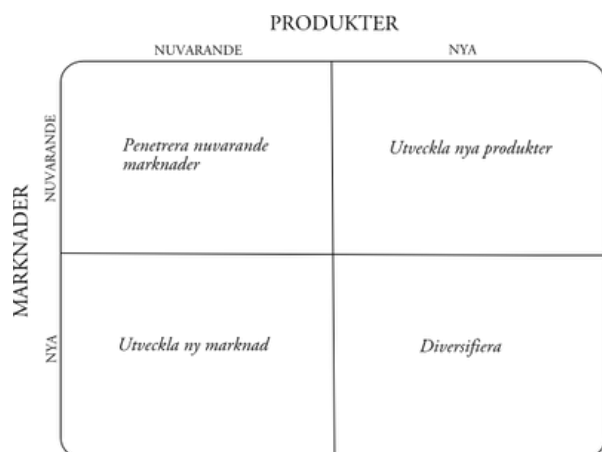 PRODUKTER
NUVARANDE
NYA
MARKNADER
NUVARANDE
Penetrera nuvarande
marknader
Utveckla nya produkter
NYA
Utveckla ny marknad
Diversifiera